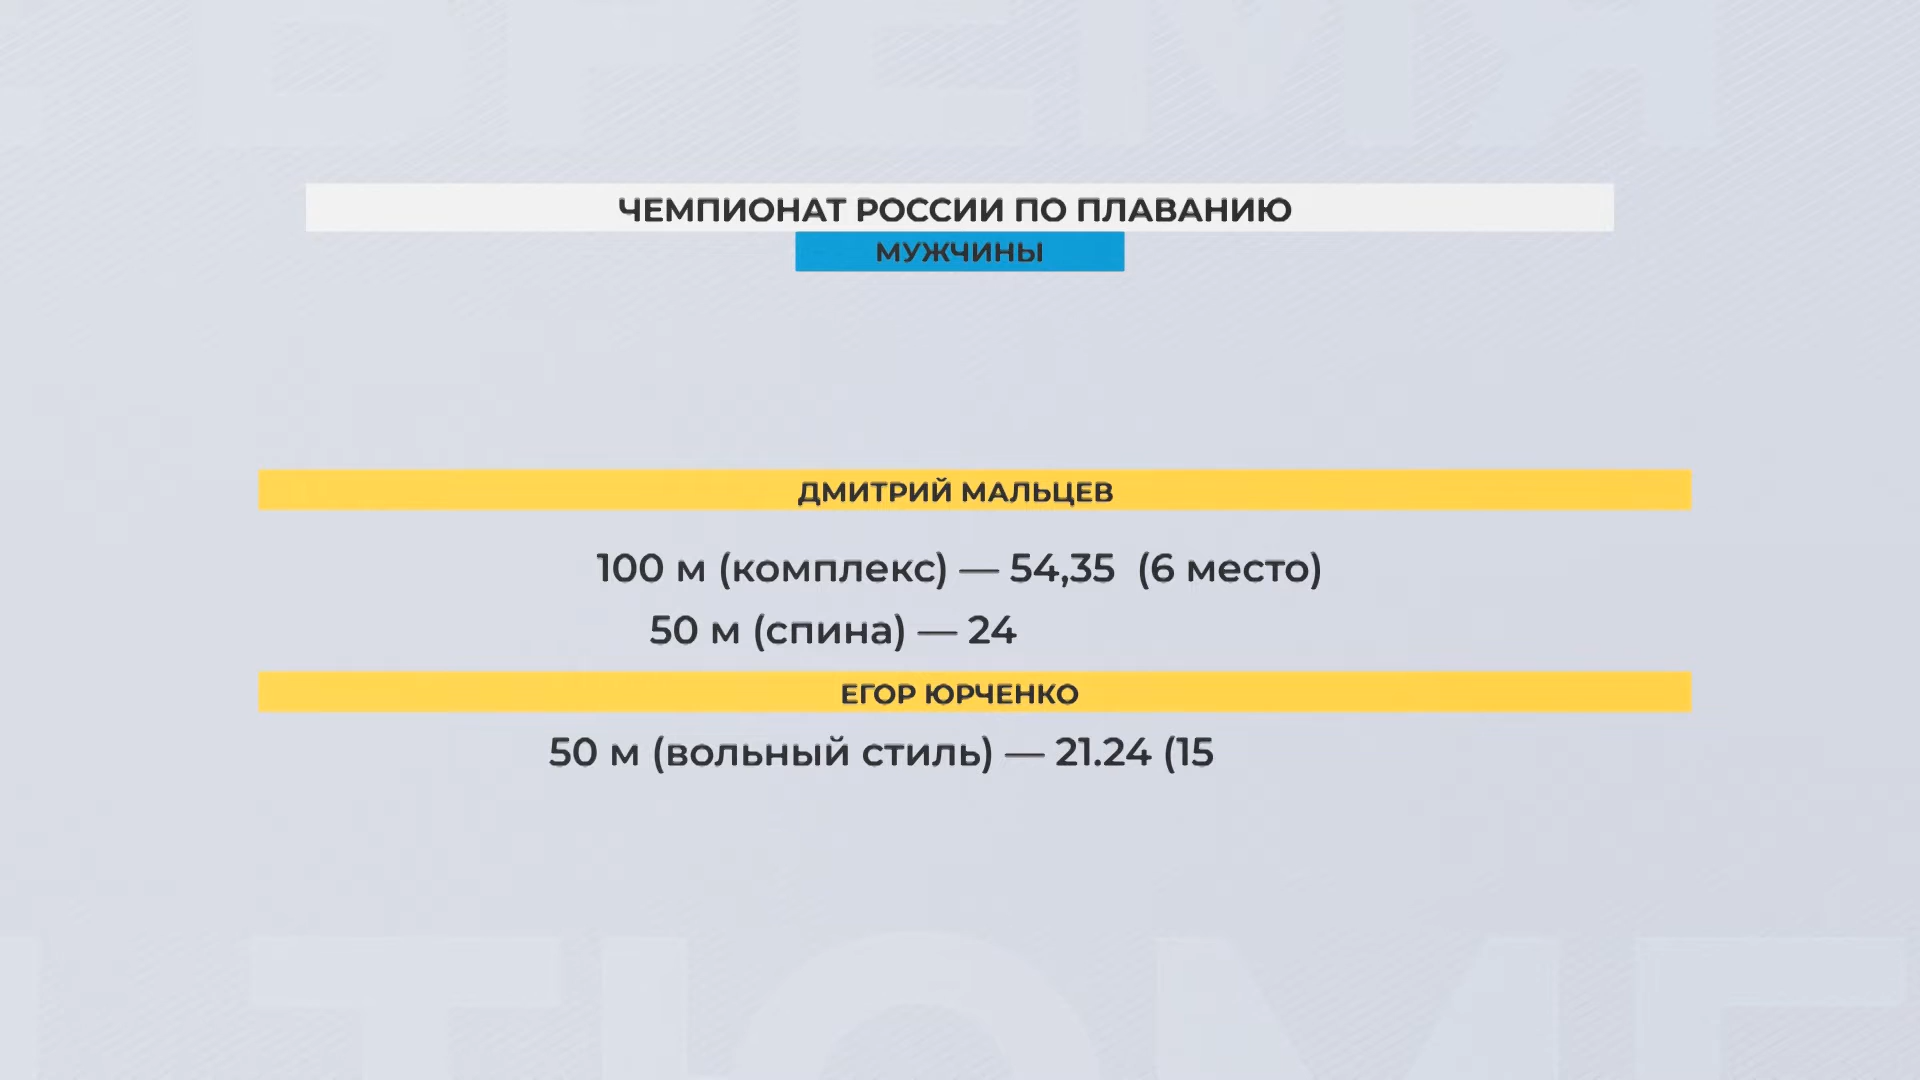 ВРЕМЯ
ЧЕМПИОНАТ РОССИИ ПО ПЛАВАНИЮ
МУЖЧИНЫ
ДМИТРИЙ МАЛЬЦЕВ
100 м (комплекс) — 54,35 (6 место)
50 м (спина) — 24
ЕГОР ЮРЧЕНКО
50 м (вольный стиль) — 21.24 (15